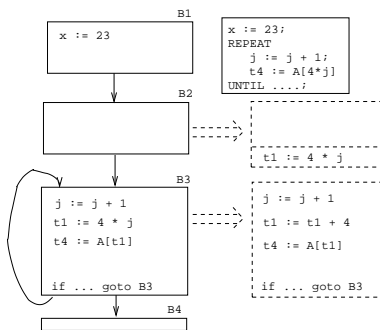 B1
x := 23
x := 23;
REPEAT
j := j + 1;
t4 := A[4*j]
UNTIL ....;
B2
t1 := 4 * j
B3
j := j + 1
t1 := 4 * j
t4 := A[t1]
if ... goto B3
j := j + 1
t1 := t1 + 4
t4 := A[t1]
if ... goto B3
B4